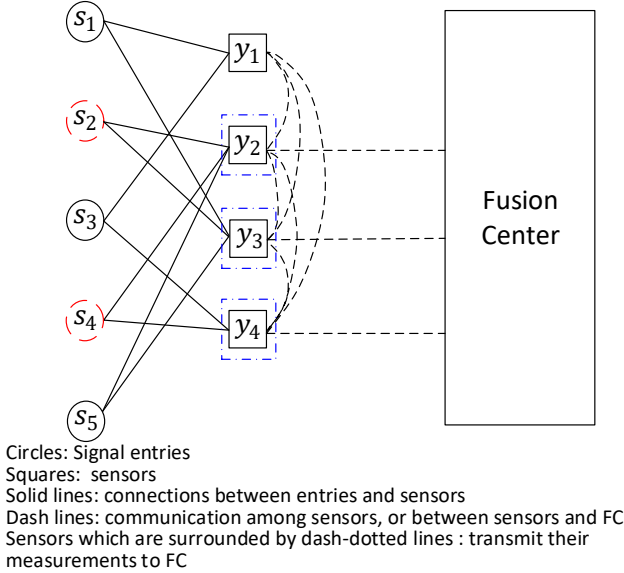 s1
y1
s2
y2
s3
y3
s4
y4
s5
Fusion
Center
Circles: Signal entries
Squares: sensors
Solid lines: connections between entries and sensors
Dash lines: communication among sensors, or between sensors and FC
Sensors which are surrounded by dash-dotted lines : transmit their
measurements to FC